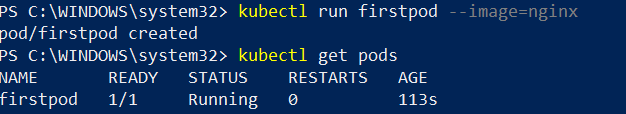 PS C:\WINDOWS\system32> kubectl run firstpod --image=nginx
pod/firstpod created
PS C:\WINDOWS\system32> kubectl get pods
NAME READY STATUS RESTARTS AGE
firstpod 1/1 Running 0 113s